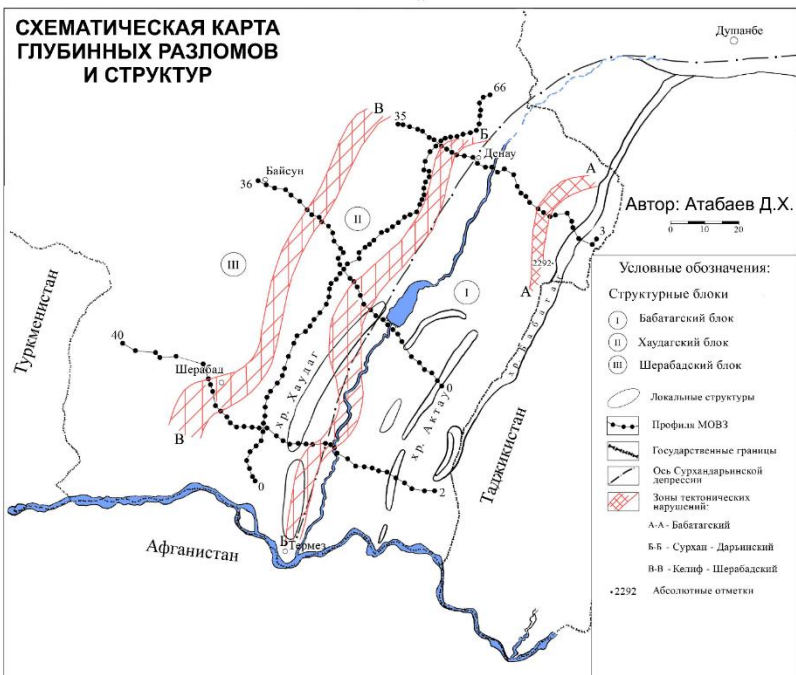 СХЕМАТИЧЕСКАЯ КАРТА
ГЛУБИННЫХ РАЗЛОМОВ
И СТРУКТУР
Душанбе
66
В
35
Б
Денау
Байсун
36
II
А
Автор: Атабаев Д.Х.
0 10 20
3
III
2292
I
А
Туркменистан
40
Шерабад
хр. Хаудаг
хр. Бабатаг
0
хр. Актау
Таджикистан
В
0
2
Б
Термез
Афганистан
Условные обозначения:
Структурные блоки
I Бабатагский блок
II Хаудагский блок
III Шерабадский блок
Локальные структуры
Профиля МОВЗ
Государственные границы
Ось Сурхандарьинской
депрессии
Зоны тектонических
нарушений:
А-А - Бабатагский
Б-Б - Сурхан - Дарьинский
В-В - Келиф - Шерабадский
•2292 Абсолютные отметки